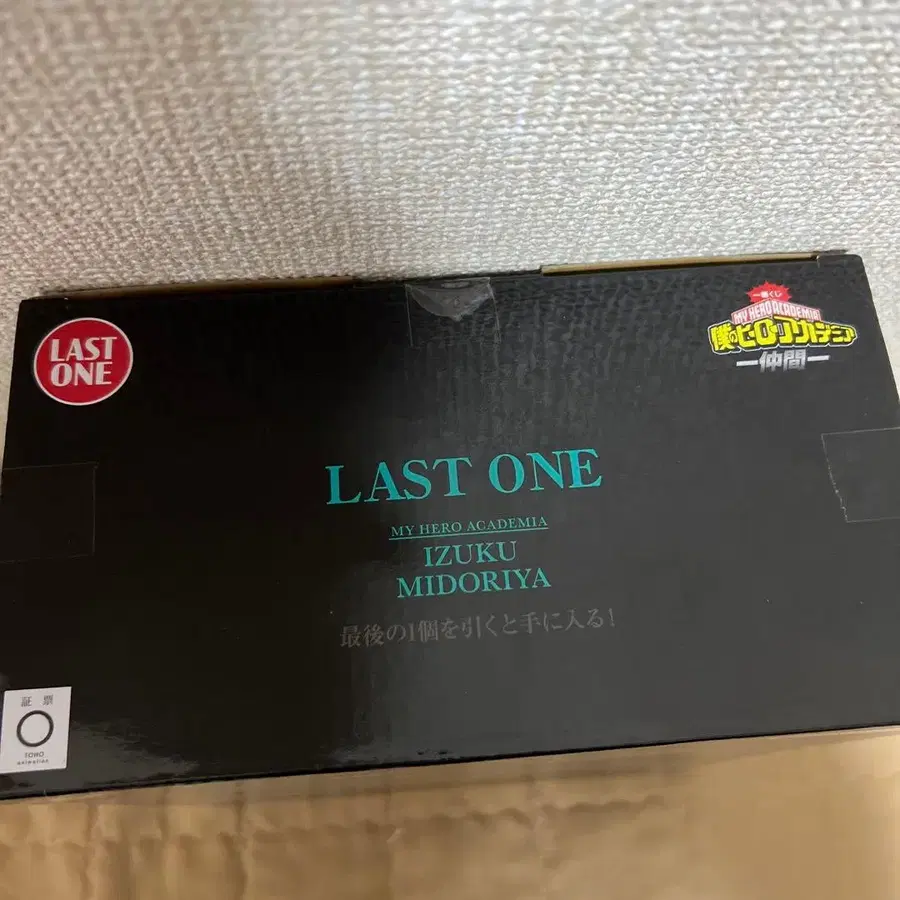 LAST
ONE
一番くじ
MY HERO ACADEMIA
僕のヒーローアカデミア
―仲間―
LAST ONE
MY HERO ACADEMIA
IZUKU
MIDORIYA
最後の1個を引くと手に入る!
証票
TOHO
animation